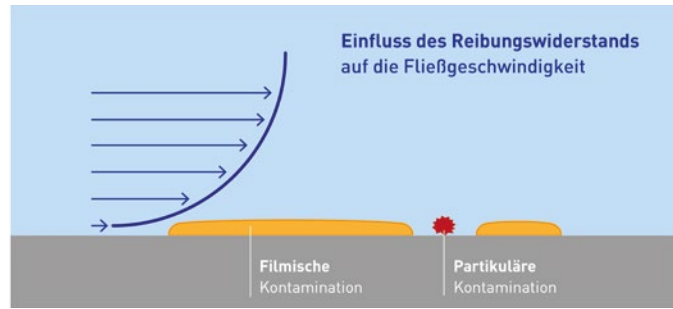 Einfluss des Reibungswiderstands
auf die Fließgeschwindigkeit
Filmische
Kontamination
Partikuläre
Kontamination